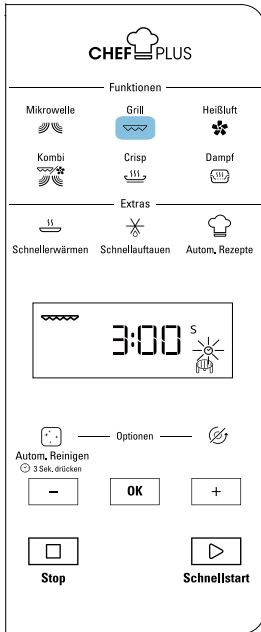 CHEF PLUS
Funktionen
Mikrowelle Grill Heißluft
Kombi Crisp Dampf
Extras
Schnellerwärmen Schnellauftauen Autom. Rezepte
3:00 S
Optionen
Autom. Reinigen
3 Sek. drücken
- OK +
Stop Schnellstart